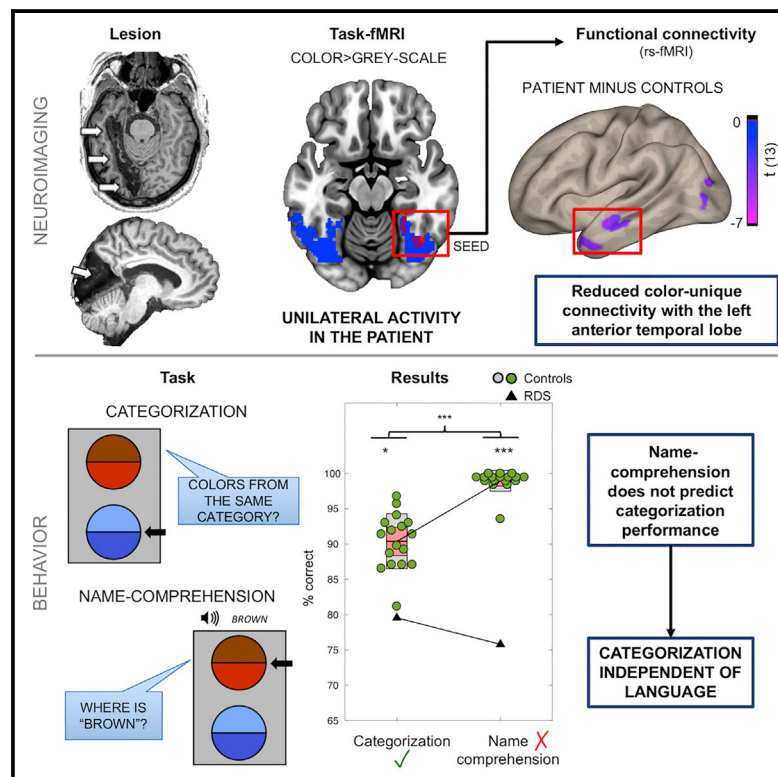 NEUROIMAGING
Lesion
Task-fMRI
COLOR>GREY-SCALE
SEED
UNILATERAL ACTIVITY
IN THE PATIENT
Functional connectivity
(rs-fMRI)
PATIENT MINUS CONTROLS
0
t (13)
-7
Reduced color-unique
connectivity with the left
anterior temporal lobe
BEHAVIOR
Task
CATEGORIZATION
COLORS FROM
THE SAME
CATEGORY?
NAME-COMPREHENSION
BROWN
WHERE IS
"BROWN"?
Results
Controls
RDS
***
*
***
% correct
100
95
90
85
80
75
70
65
Categorization
Name
comprehension
Name-
comprehension
does not predict
categorization
performance
CATEGORIZATION
INDEPENDENT OF
LANGUAGE